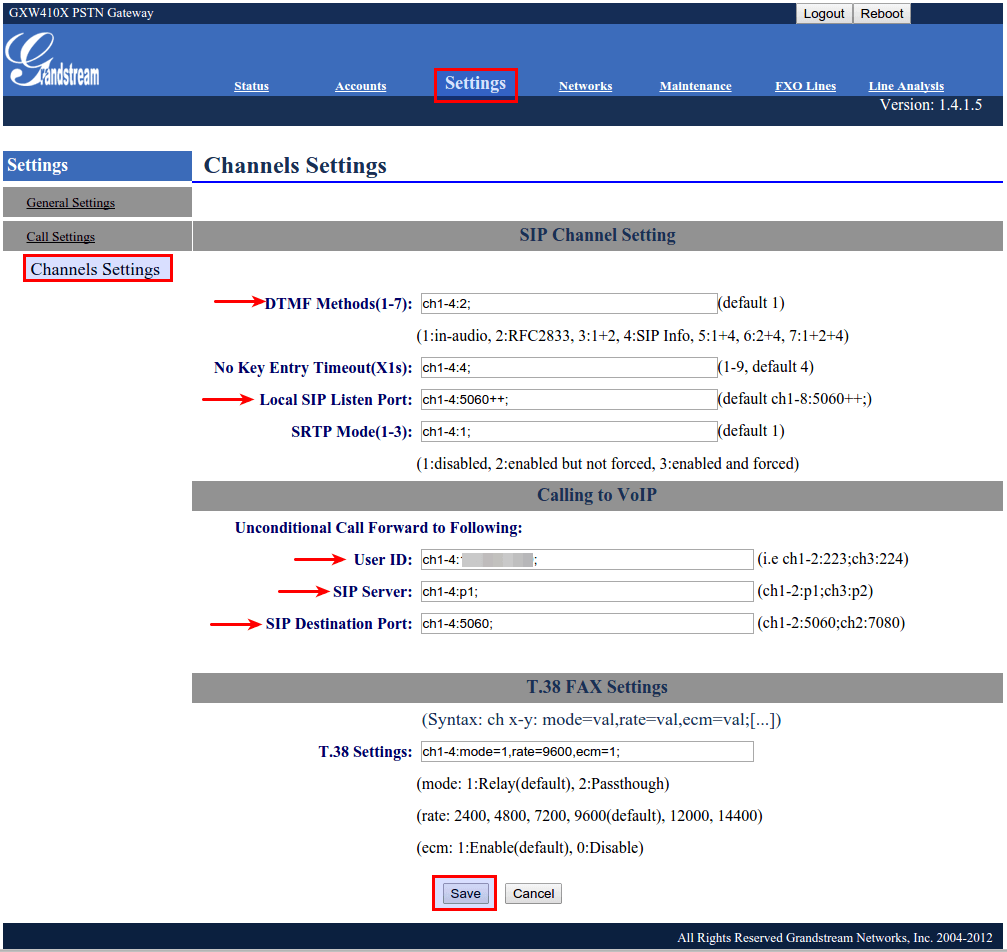 GXW410X PSTN Gateway
Logout Reboot
Grandstream
Status Accounts Settings Networks Maintenance FXO Lines Line Analysis
Version: 1.4.1.5
Settings
Channels Settings
General Settings
Call Settings
Channels Settings
SIP Channel Setting
DTMF Methods(1-7): ch1-4:2; (default 1)
(1:in-audio, 2:RFC2833, 3:1+2, 4:SIP Info, 5:1+4, 6:2+4, 7:1+2+4)
No Key Entry Timeout(X1s): ch1-4:4; (1-9, default 4)
Local SIP Listen Port: ch1-4:5060++; (default ch1-8:5060++;)
SRTP Mode(1-3): ch1-4:1; (default 1)
(1:disabled, 2:enabled but not forced, 3:enabled and forced)
Calling to VoIP
Unconditional Call Forward to Following:
User ID: ch1-4: ; (i.e ch1-2:223;ch3:224)
SIP Server: ch1-4:p1; (ch1-2:p1;ch3:p2)
SIP Destination Port: ch1-4:5060; (ch1-2:5060;ch2:7080)
T.38 FAX Settings
(Syntax: ch x-y: mode=val,rate=val,ecm=val;[...])
T.38 Settings: ch1-4:mode=1,rate=9600,ecm=1;
(mode: 1:Relay(default), 2:Passthough)
(rate: 2400, 4800, 7200, 9600(default), 12000, 14400)
(ecm: 1:Enable(default), 0:Disable)
Save Cancel
All Rights Reserved Grandstream Networks, Inc. 2004-2012